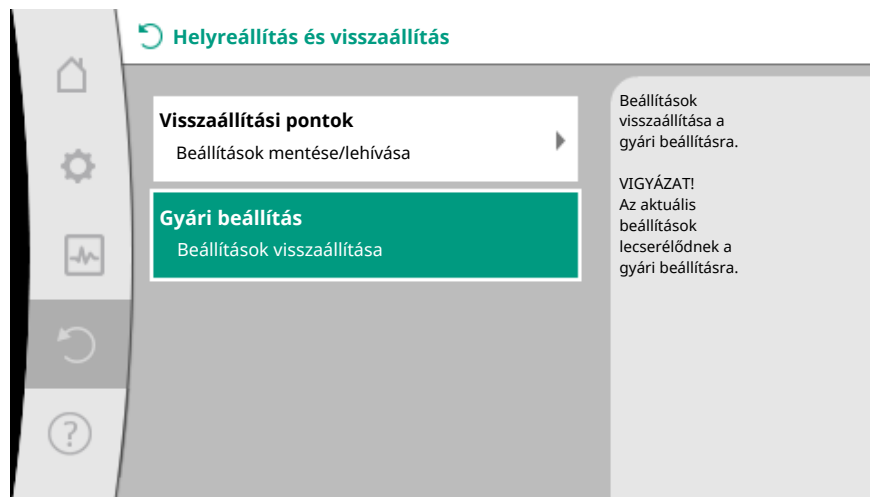 Helyreállítás és visszaállítás
Visszaállítási pontok
Beállítások mentése/lehívása
Gyári beállítás
Beállítások visszaállítása
Beállítások
visszaállítása a
gyári beállításra.
VIGYÁZAT!
Az aktuális
beállítások
lecserélődnek a
gyári beállításra.
?